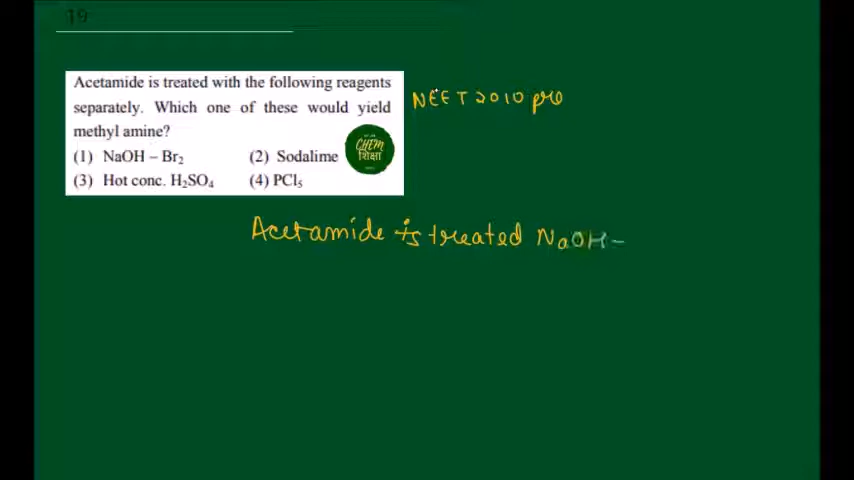 19
Acetamide is treated with the following reagents
NEET 2010 pre
separately. Which one of these would yield
methyl amine?
(1) NaOH – Br₂ (2) Sodalime
CHEM
शिक्षा
(3) Hot conc. H₂SO₄ (4) PCl₅
Acetamide is treated NaOH –